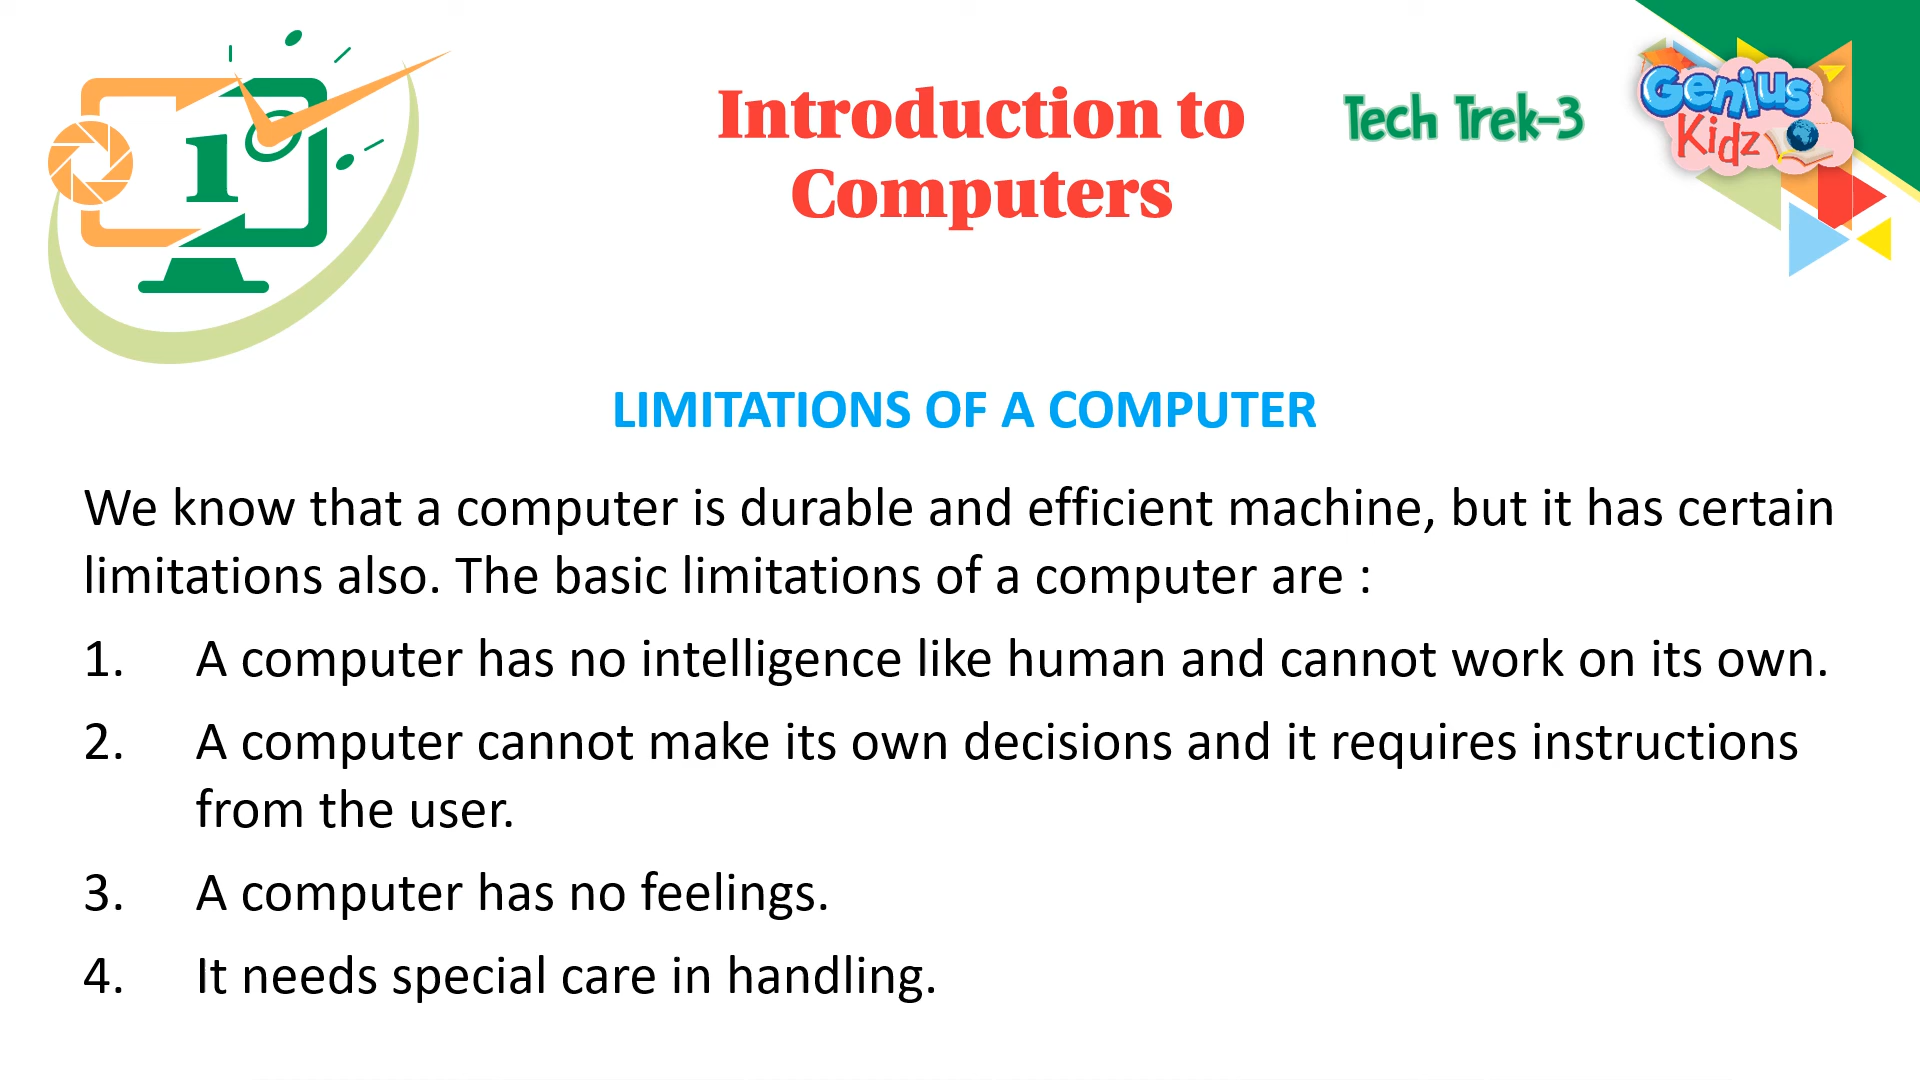 1
Introduction to
Computers
Tech Trek-3
Genius
Kidz
LIMITATIONS OF A COMPUTER
We know that a computer is durable and efficient machine, but it has certain
limitations also. The basic limitations of a computer are :
1. A computer has no intelligence like human and cannot work on its own.
2. A computer cannot make its own decisions and it requires instructions
from the user.
3. A computer has no feelings.
4. It needs special care in handling.